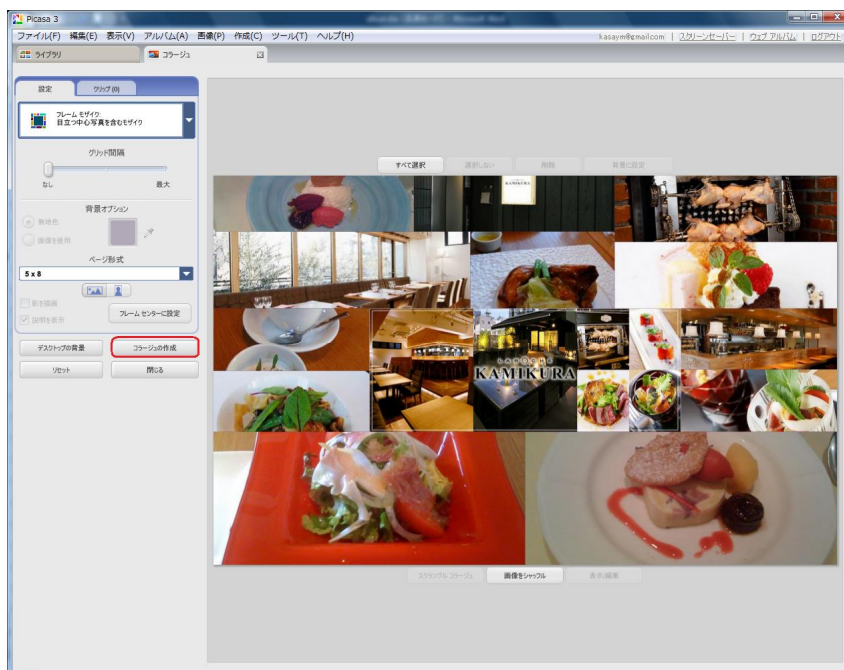 Picasa 3
ファイル(F) 編集(E) 表示(V) アルバム(A) 画像(P) 作成(C) ツール(T) ヘルプ(H)
kasaym@gmail.com | スクリーンセーバー | ウェブ アルバム | ログアウト
ライブラリ
コラージュ
設定
クリップ (0)
フレーム モザイク:
目立つ中心写真を含むモザイク
グリッド間隔
なし
最大
背景オプション
無地色
画像を使用
ページ形式
5 x 8
影を描画
説明を表示
フレーム センターに設定
デスクトップの背景
コラージュの作成
リセット
閉じる
すべて選択
選択しない
削除
背景に設定
KAMIKURA
LAROCHE
KAMIKURA
スクランブル コラージュ
画像をシャッフル
表示/編集